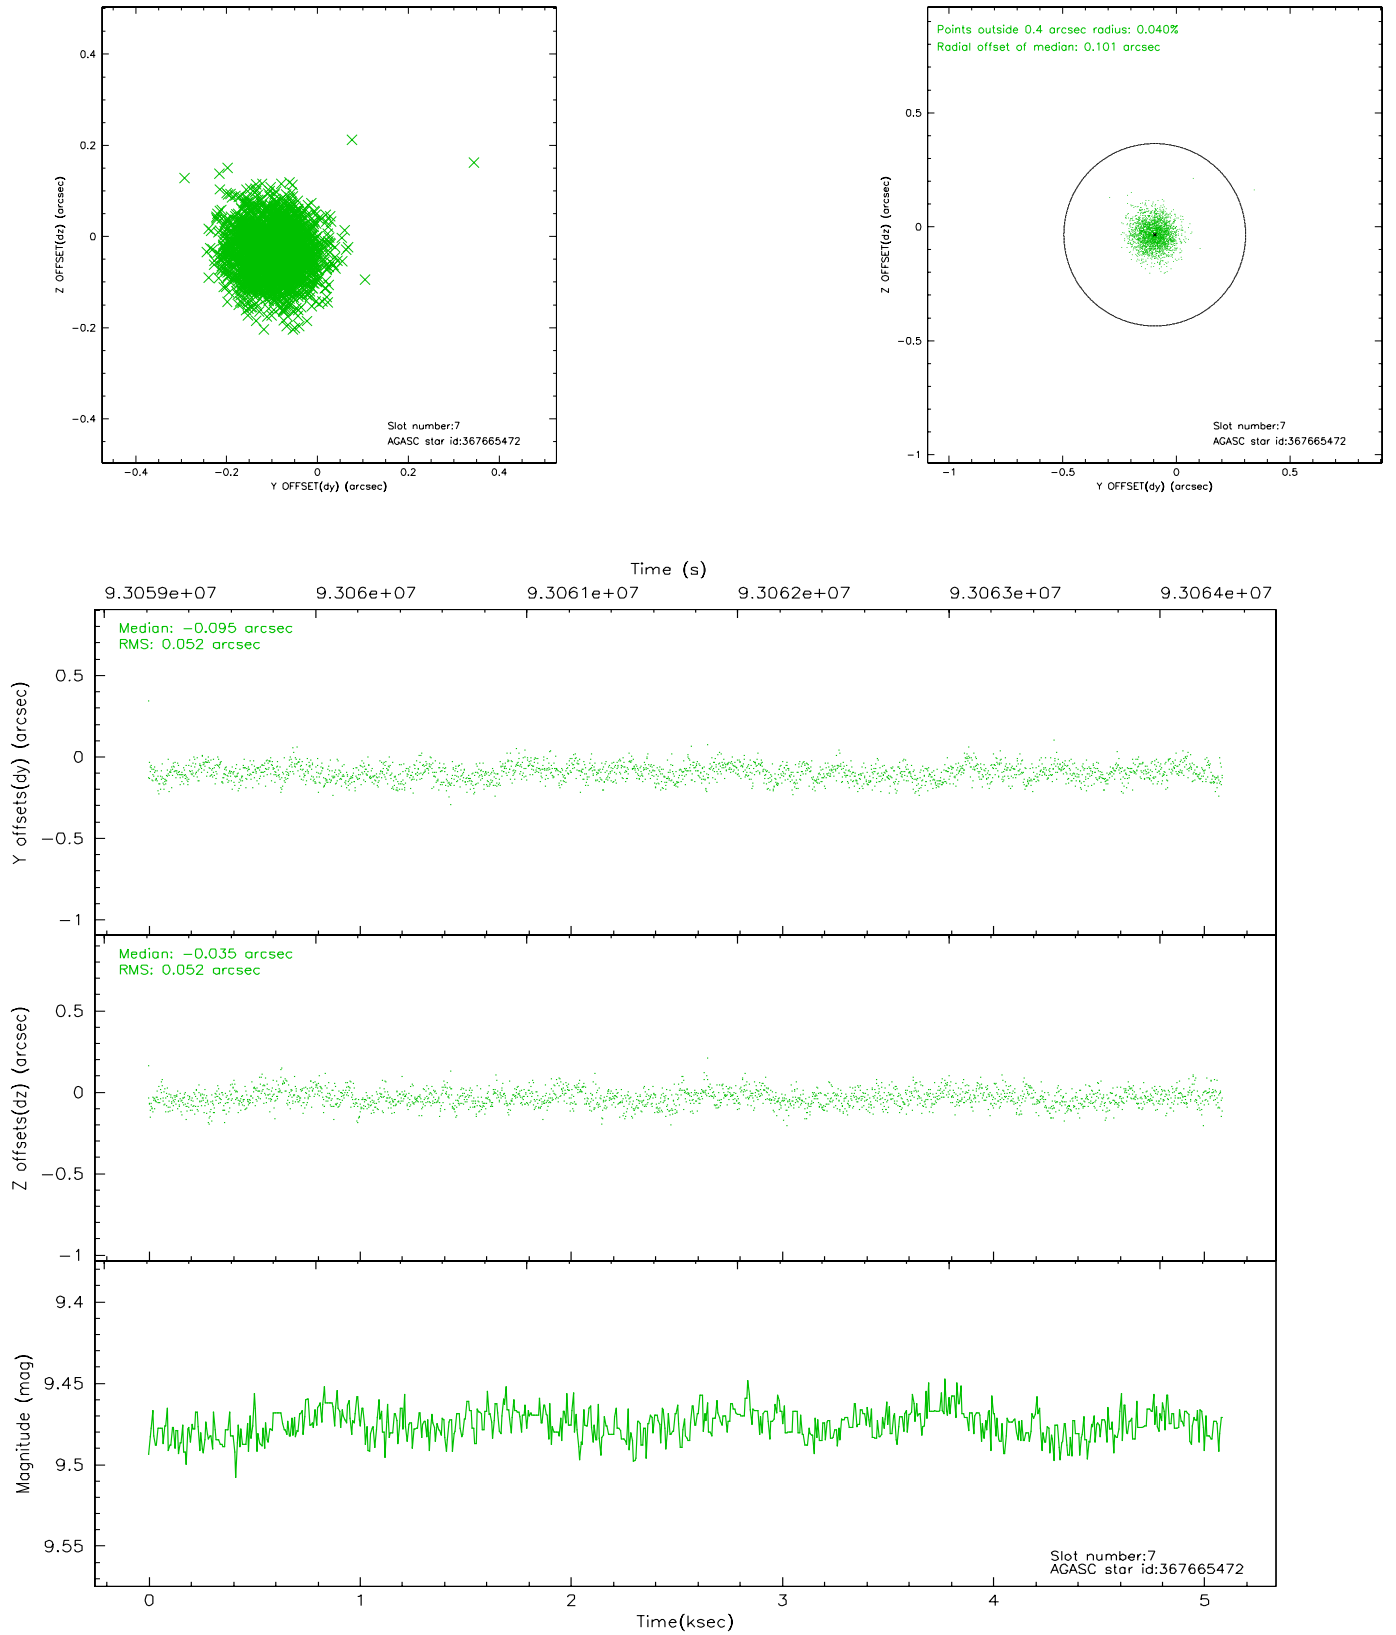 0.4
0.2
0
−0.2
−0.4
Z OFFSET(dz) (arcsec)
Slot number:7
AGASC star id:367665472
−0.4 −0.2 0 0.2 0.4
Y OFFSET(dy) (arcsec)
Points outside 0.4 arcsec radius: 0.040%
Radial offset of median: 0.101 arcsec
0.5
0
−0.5
−1
Z OFFSET(dz) (arcsec)
Slot number:7
AGASC star id:367665472
−1 −0.5 0 0.5
Y OFFSET(dy) (arcsec)
Time (s)
9.3059e+07 9.306e+07 9.3061e+07 9.3062e+07 9.3063e+07 9.3064e+07
Median: −0.095 arcsec
RMS: 0.052 arcsec
0.5
0
−0.5
−1
Y offsets(dy) (arcsec)
Median: −0.035 arcsec
RMS: 0.052 arcsec
0.5
0
−0.5
−1
Z offsets(dz) (arcsec)
9.4
9.45
9.5
9.55
Magnitude (mag)
Slot number:7
AGASC star id:367665472
0 1 2 3 4 5
Time(ksec)